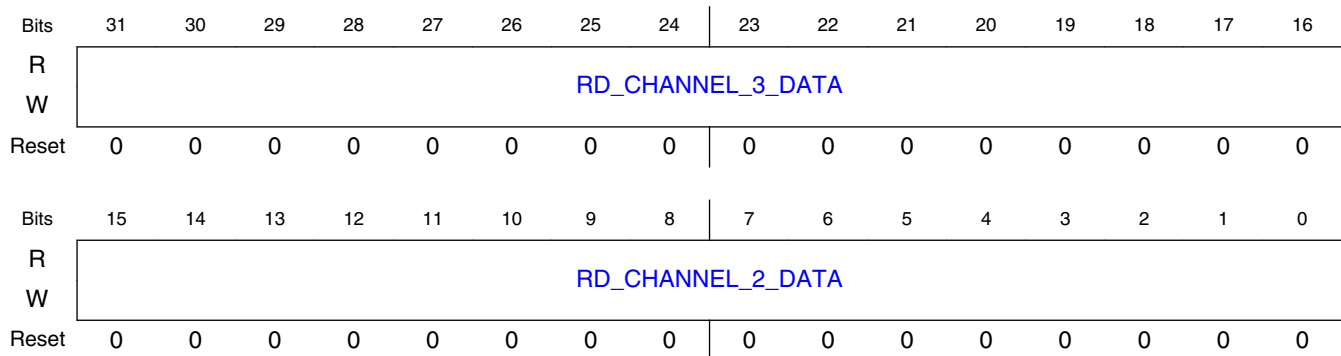 Bits 31 30 29 28 27 26 25 24 23 22 21 20 19 18 17 16
R
RD_CHANNEL_3_DATA
W
Reset 0 0 0 0 0 0 0 0 0 0 0 0 0 0 0 0
Bits 15 14 13 12 11 10 9 8 7 6 5 4 3 2 1 0
R
RD_CHANNEL_2_DATA
W
Reset 0 0 0 0 0 0 0 0 0 0 0 0 0 0 0 0